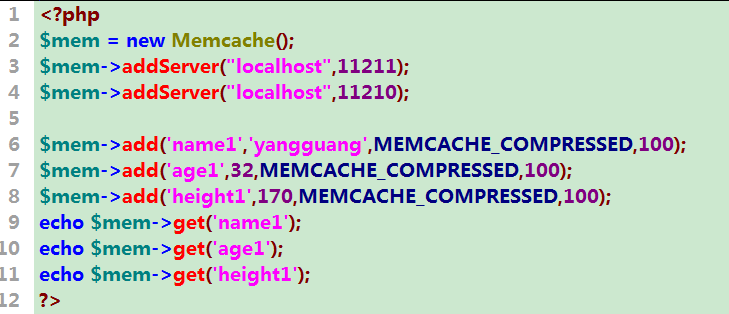 1 <?php
2 $mem = new Memcache();
3 $mem->addServer("localhost",11211);
4 $mem->addServer("localhost",11210);
5
6 $mem->add('name1','yangguang',MEMCACHE_COMPRESSED,100);
7 $mem->add('age1',32,MEMCACHE_COMPRESSED,100);
8 $mem->add('height1',170,MEMCACHE_COMPRESSED,100);
9 echo $mem->get('name1');
10 echo $mem->get('age1');
11 echo $mem->get('height1');
12 ?>